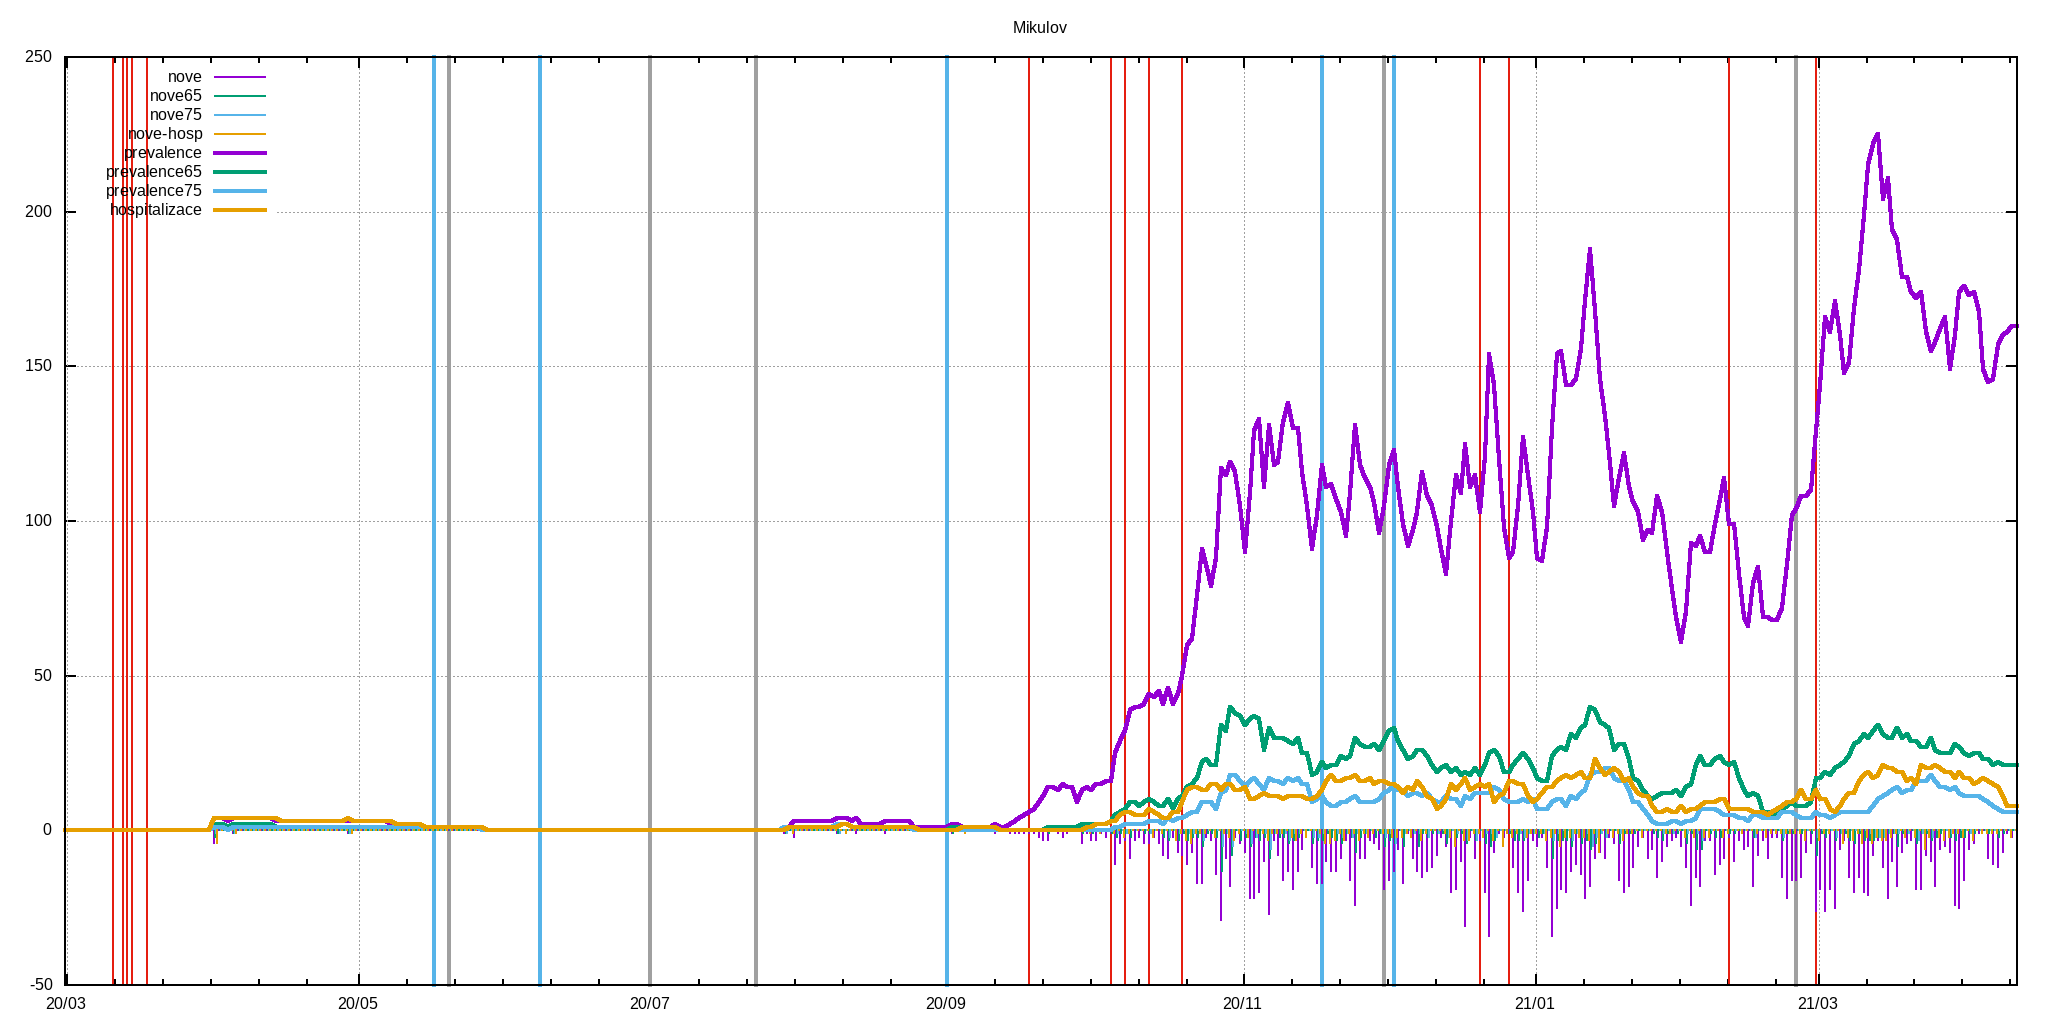 Mikulov
250
200
150
100
50
0
-50
nove
nove65
nove75
nove-hosp
prevalence
prevalence65
prevalence75
hospitalizace
20/03 20/05 20/07 20/09 20/11 21/01 21/03